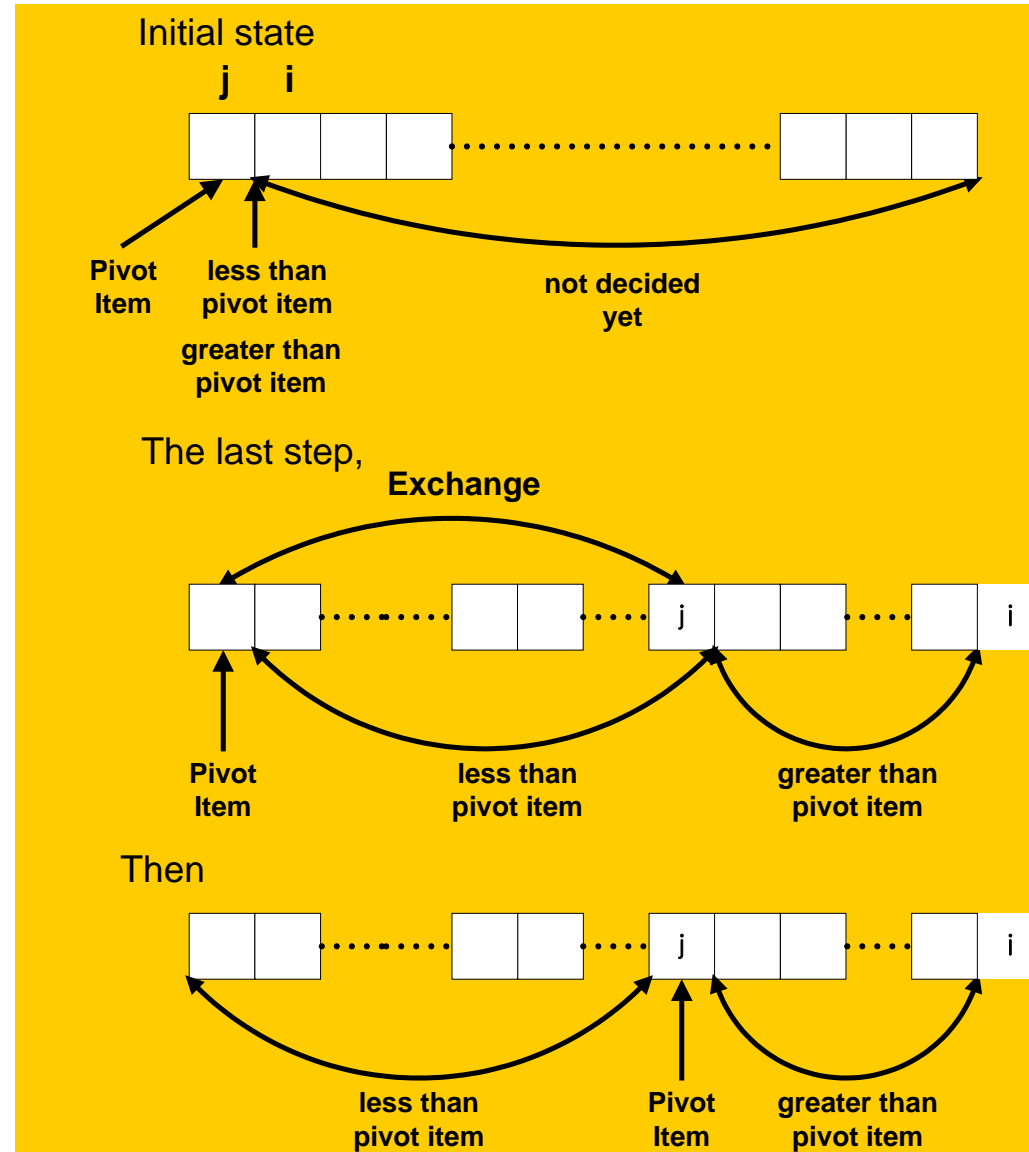 Initial state
j i
Pivot
Item
less than
pivot item
greater than
pivot item
not decided
yet
The last step,
Exchange
j i
Pivot
Item
less than
pivot item
greater than
pivot item
Then
j i
less than
pivot item
Pivot
Item
greater than
pivot item